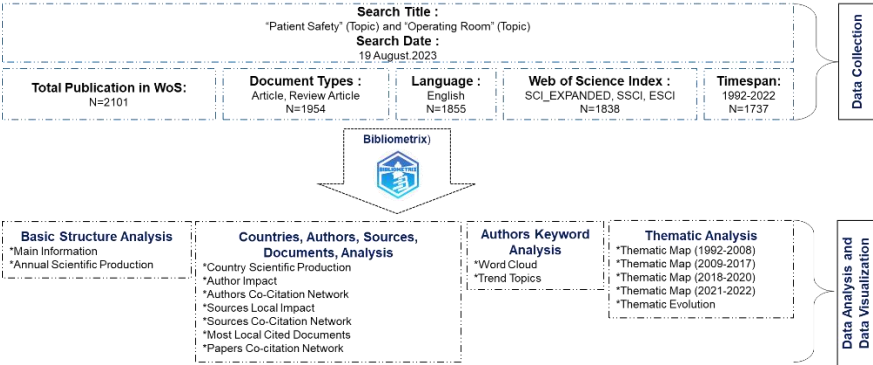 Search Title :
"Patient Safety" (Topic) and "Operating Room" (Topic)
Search Date :
19 August.2023
Total Publication in WoS:
N=2101
Document Types :
Article, Review Article
N=1954
Language :
English
N=1855
Web of Science Index :
SCI_EXPANDED, SSCI, ESCI
N=1838
Timespan:
1992-2022
N=1737
Data Collection
Bibliometrix)
BIBLIOMETRIX
Basic Structure Analysis
*Main Information
*Annual Scientific Production
Countries, Authors, Sources,
Documents, Analysis
*Country Scientific Production
*Author Impact
*Authors Co-Citation Network
*Sources Local Impact
*Sources Co-Citation Network
*Most Local Cited Documents
*Papers Co-citation Network
Authors Keyword
Analysis
*Word Cloud
*Trend Topics
Thematic Analysis
*Thematic Map (1992-2008)
*Thematic Map (2009-2017)
*Thematic Map (2018-2020)
*Thematic Map (2021-2022)
*Thematic Evolution
Data Analysis and
Data Visualization